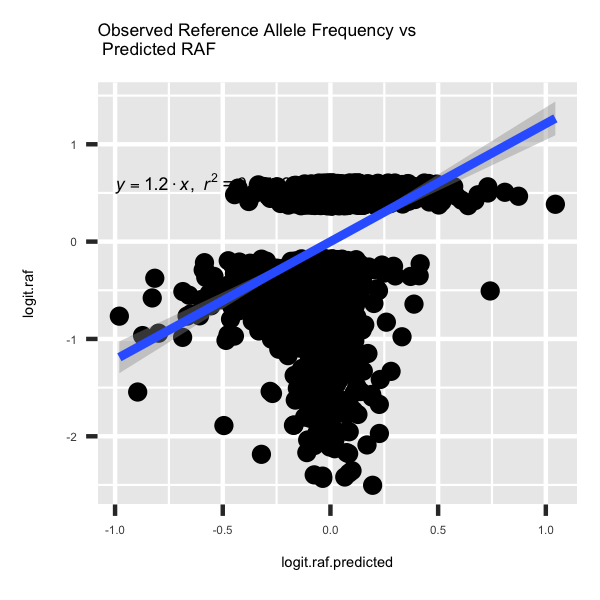 Observed Reference Allele Frequency vs
Predicted RAF
y = 1.2 · x, r² =
logit.raf
1
0
-1
-2
-1.0 -0.5 0.0 0.5 1.0
logit.raf.predicted